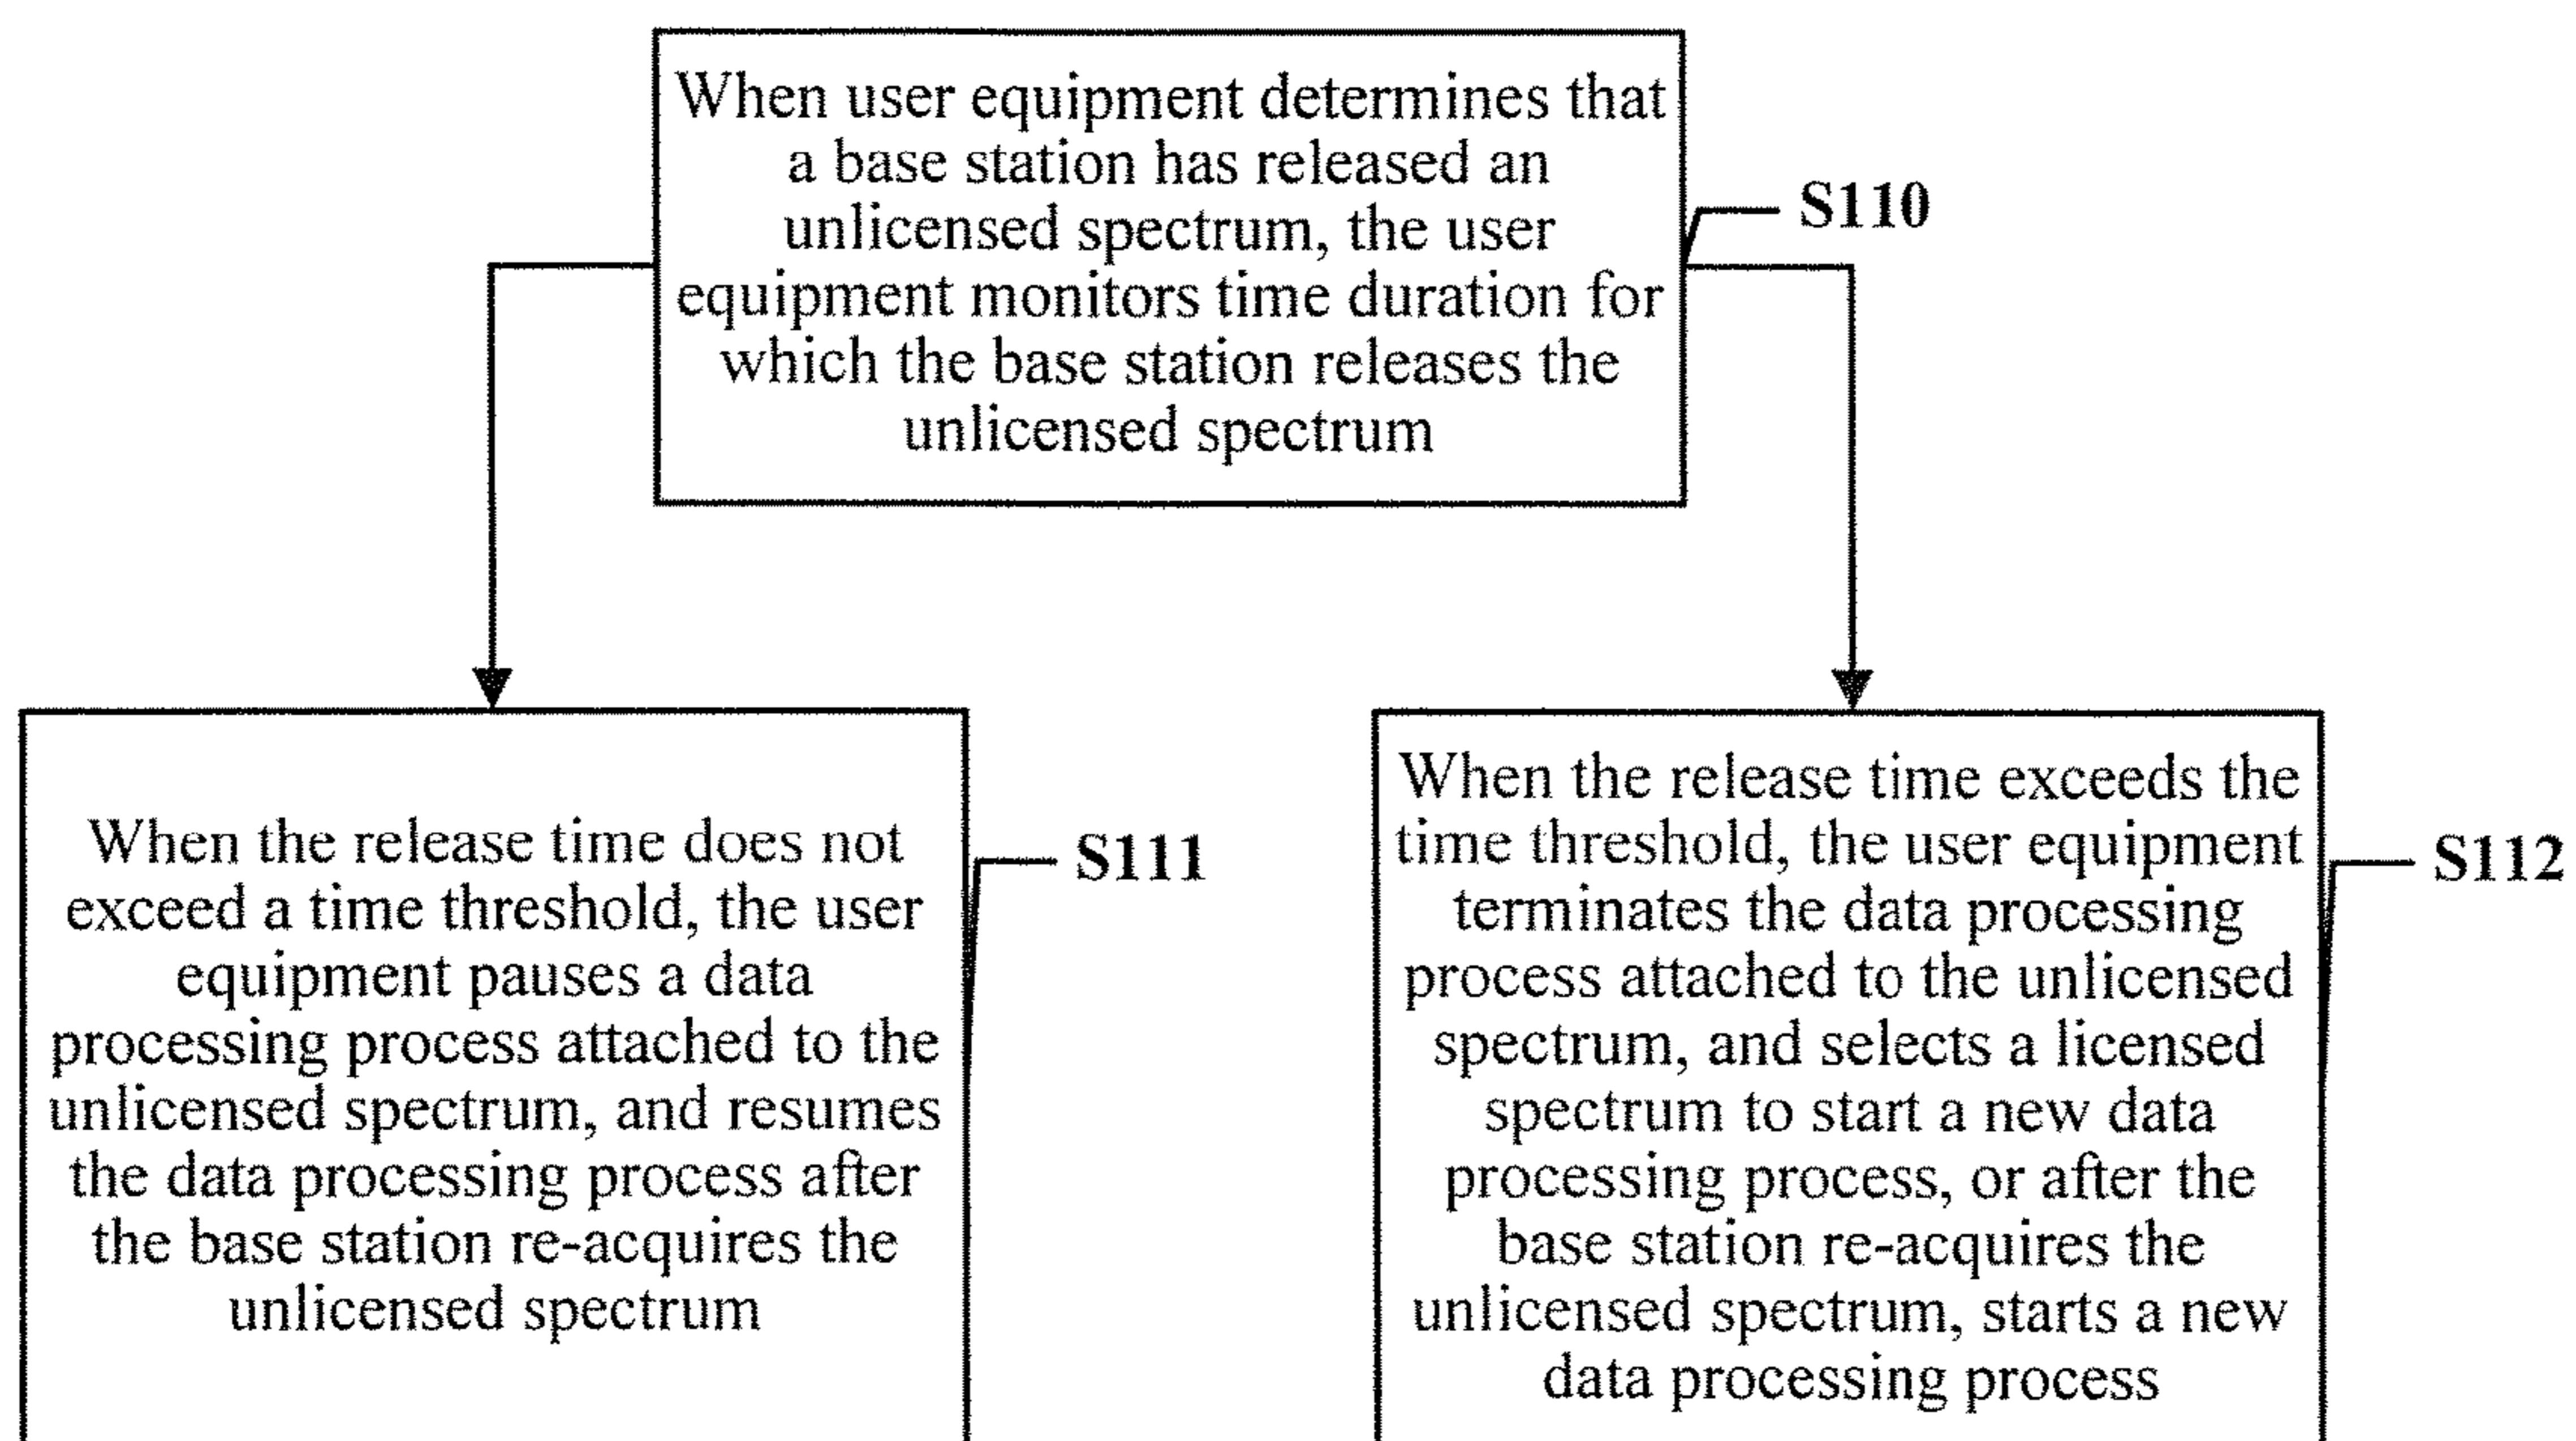 When user equipment determines that
a base station has released an
unlicensed spectrum, the user
equipment monitors time duration for
which the base station releases the
unlicensed spectrum
S110
When the release time does not
exceed a time threshold, the user
equipment pauses a data
processing process attached to the
unlicensed spectrum, and resumes
the data processing process after
the base station re-acquires the
unlicensed spectrum
S111
When the release time exceeds the
time threshold, the user equipment
terminates the data processing
process attached to the unlicensed
spectrum, and selects a licensed
spectrum to start a new data
processing process, or after the
base station re-acquires the
unlicensed spectrum, starts a new
data processing process
S112